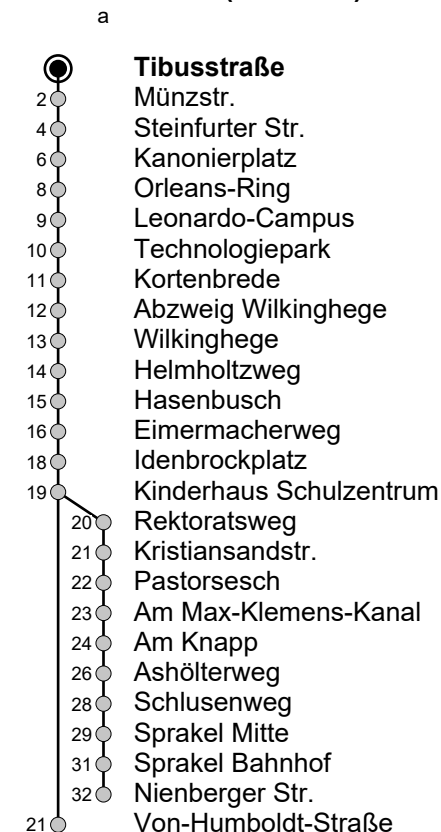 a
Tibusstraße
2 Münzstr.
4 Steinfurter Str.
6 Kanonierplatz
8 Orleans-Ring
9 Leonardo-Campus
10 Technologiepark
11 Kortenbrede
12 Abzweig Wilkinghege
13 Wilkinghege
14 Helmholtzweg
15 Hasenbusch
16 Eimermacherweg
18 Idenbrockplatz
19 Kinderhaus Schulzentrum
20 Rektoratsweg
21 Kristiansandstr.
22 Pastorsesch
23 Am Max-Klemens-Kanal
24 Am Knapp
26 Ashölterweg
28 Schlusenweg
29 Sprakel Mitte
31 Sprakel Bahnhof
32 Nienberger Str.
21 Von-Humboldt-Straße